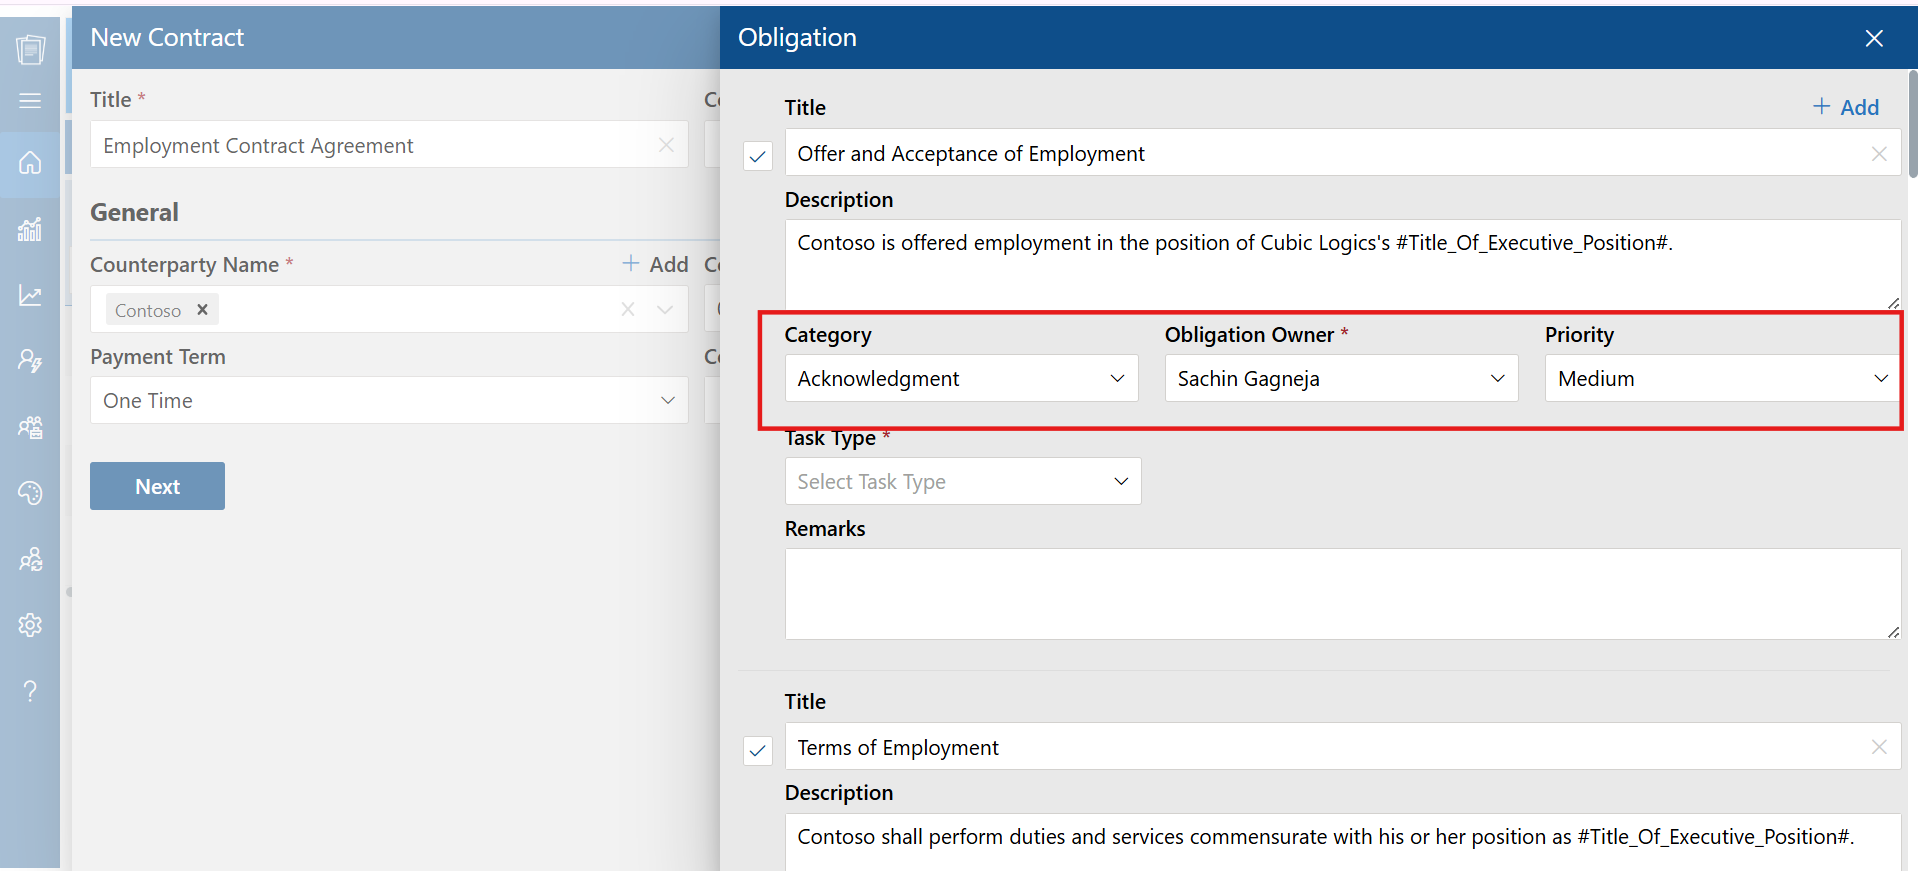 New Contract
Title *
Employment Contract Agreement
General
Counterparty Name *
+ Add
Contoso
Payment Term
One Time
Next
Obligation
Title
+ Add
Offer and Acceptance of Employment
Description
Contoso is offered employment in the position of Cubic Logics's #Title_Of_Executive_Position#.
Category
Obligation Owner *
Priority
Acknowledgment
Sachin Gagneja
Medium
Task Type *
Select Task Type
Remarks
Title
Terms of Employment
Description
Contoso shall perform duties and services commensurate with his or her position as #Title_Of_Executive_Position#.